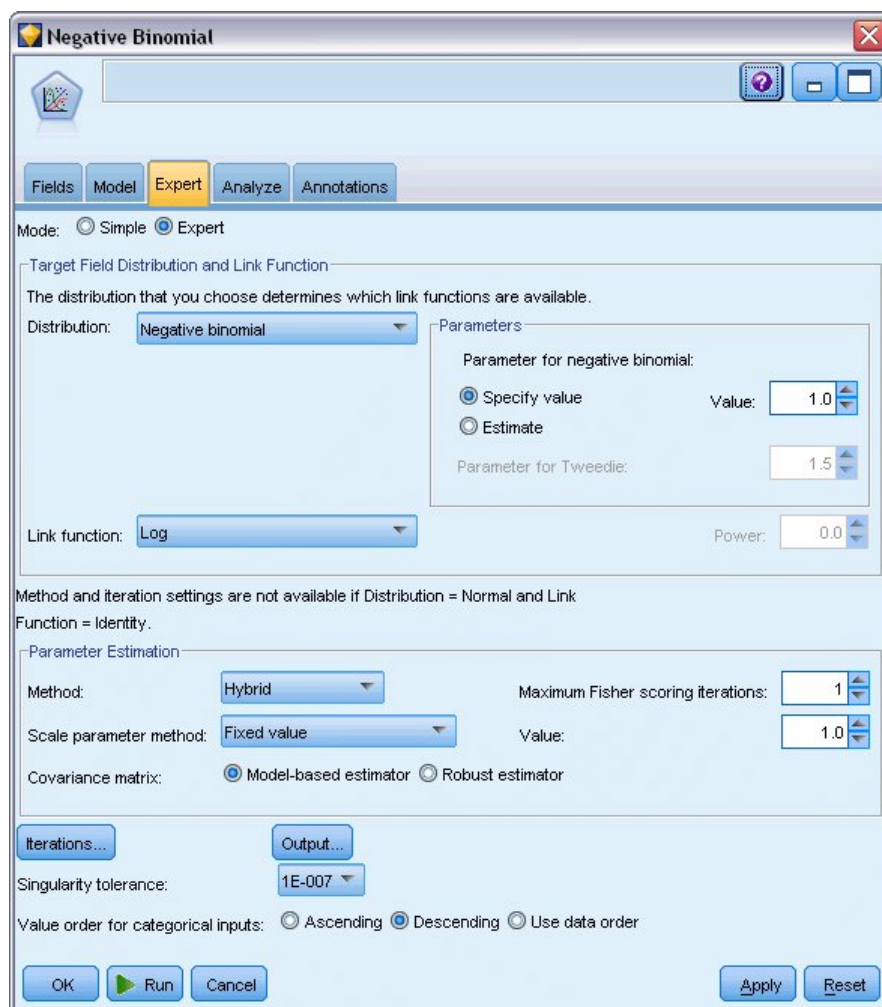 Negative Binomial
Fields Model Expert Analyze Annotations
Mode: Simple Expert
Target Field Distribution and Link Function
The distribution that you choose determines which link functions are available.
Distribution: Negative binomial
Parameters
Parameter for negative binomial:
Specify value Value: 1.0
Estimate
Parameter for Tweedie: 1.5
Link function: Log Power: 0.0
Method and iteration settings are not available if Distribution = Normal and Link
Function = Identity.
Parameter Estimation
Method: Hybrid Maximum Fisher scoring iterations: 1
Scale parameter method: Fixed value Value: 1.0
Covariance matrix: Model-based estimator Robust estimator
Iterations... Output...
Singularity tolerance: 1E-007
Value order for categorical inputs: Ascending Descending Use data order
OK Run Cancel Apply Reset